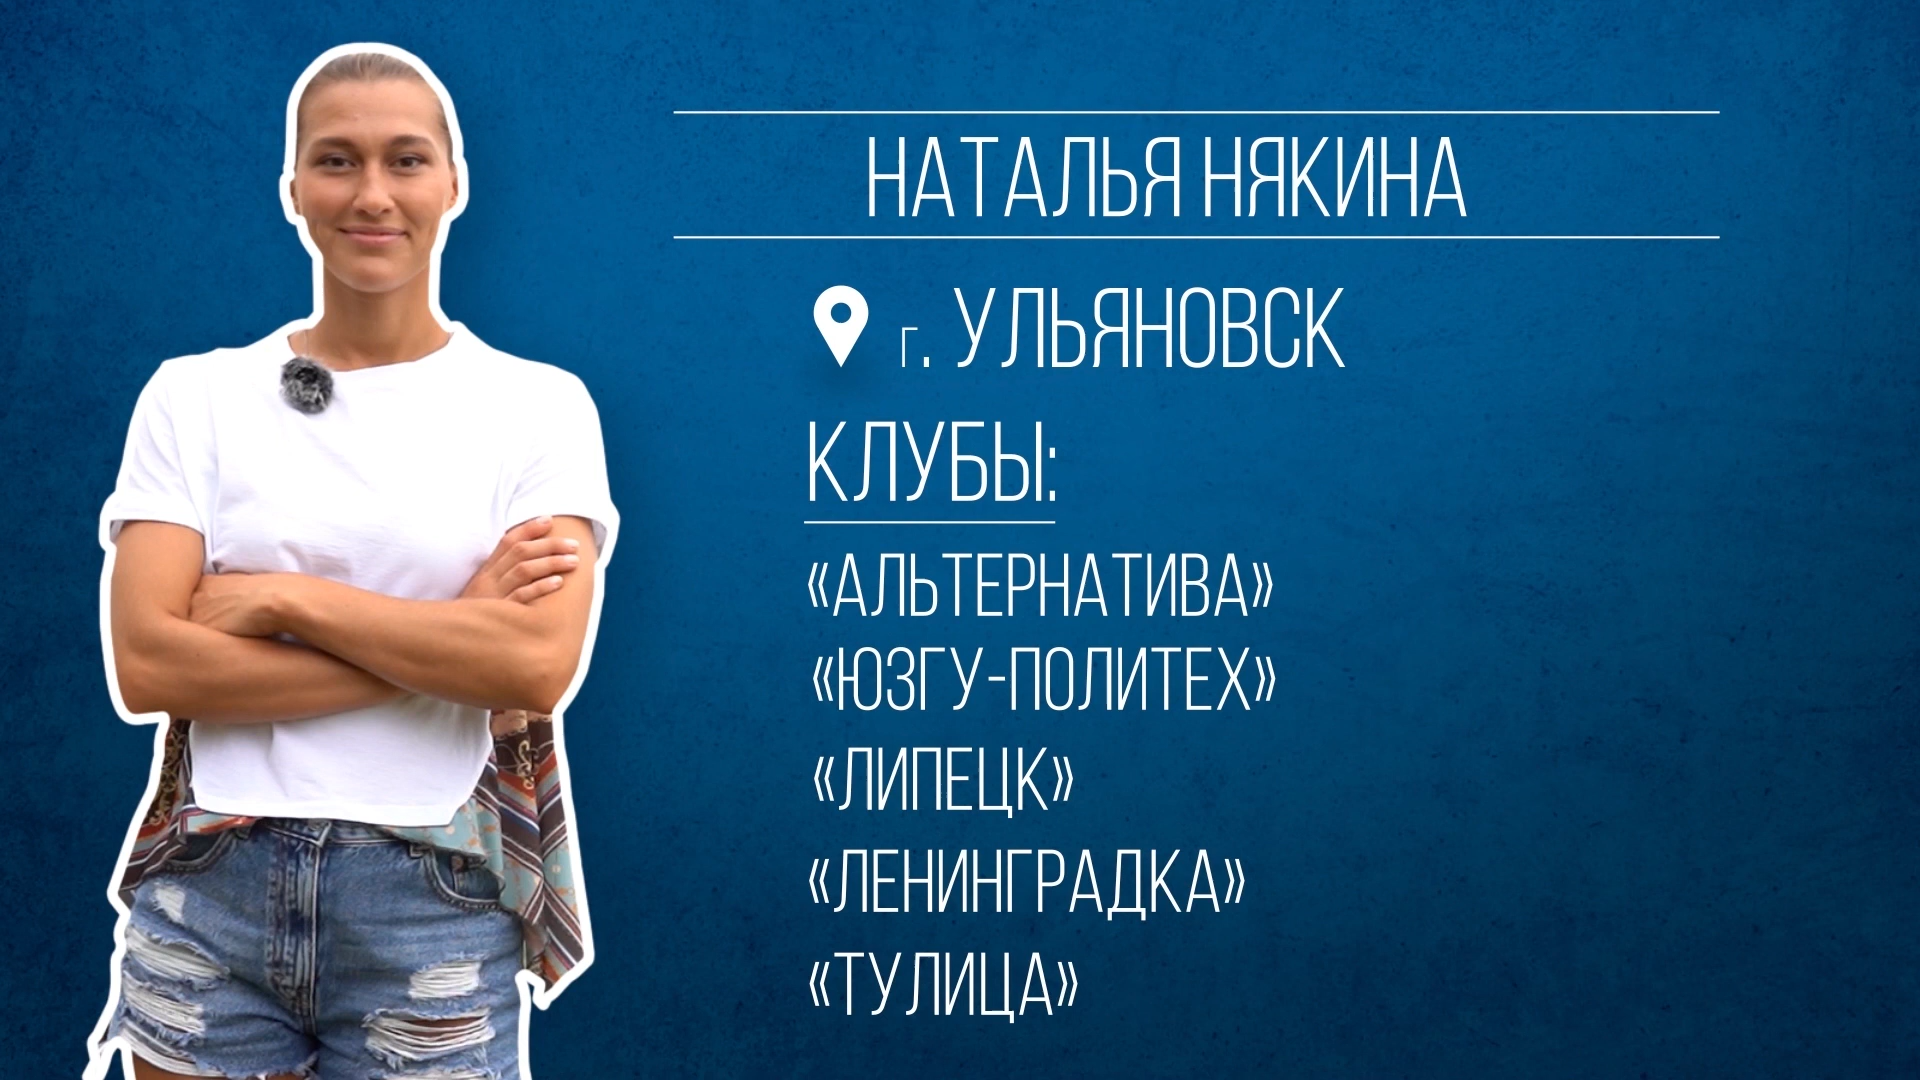 НАТАЛЬЯ НЯКИНА
г. УЛЬЯНОВСК
КЛУБЫ:
«АЛЬТЕРНАТИВА»
«ЮЗГУ-ПОЛИТЕХ»
«ЛИПЕЦК»
«ЛЕНИНГРАДКА»
«ТУЛИЦА»